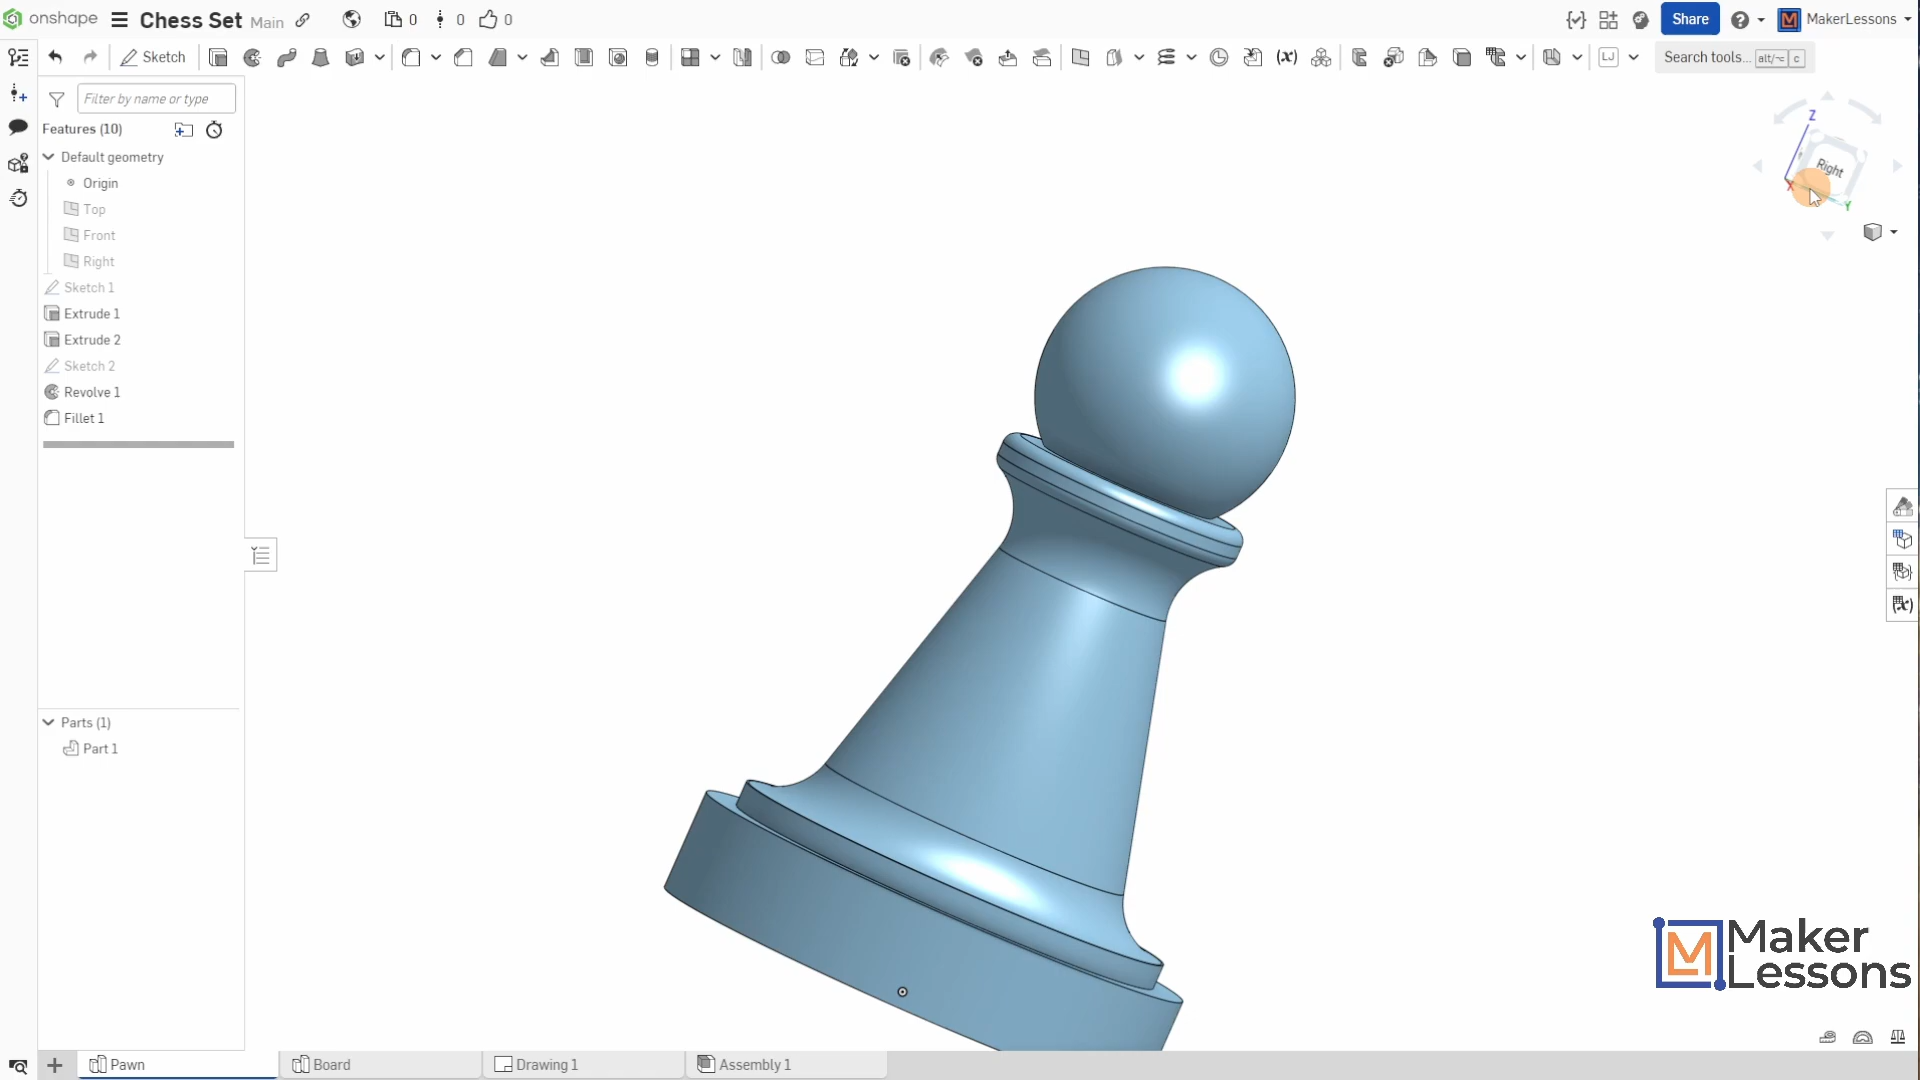 onshape
Chess Set Main
0
0
0
Share
MakerLessons
Sketch
Search tools... alt/⌥ c
Filter by name or type
Features (10)
Default geometry
Origin
Top
Front
Right
Sketch 1
Extrude 1
Extrude 2
Sketch 2
Revolve 1
Fillet 1
Parts (1)
Part 1
Z
Right
X
Y
Maker
Lessons
Pawn
Board
Drawing 1
Assembly 1